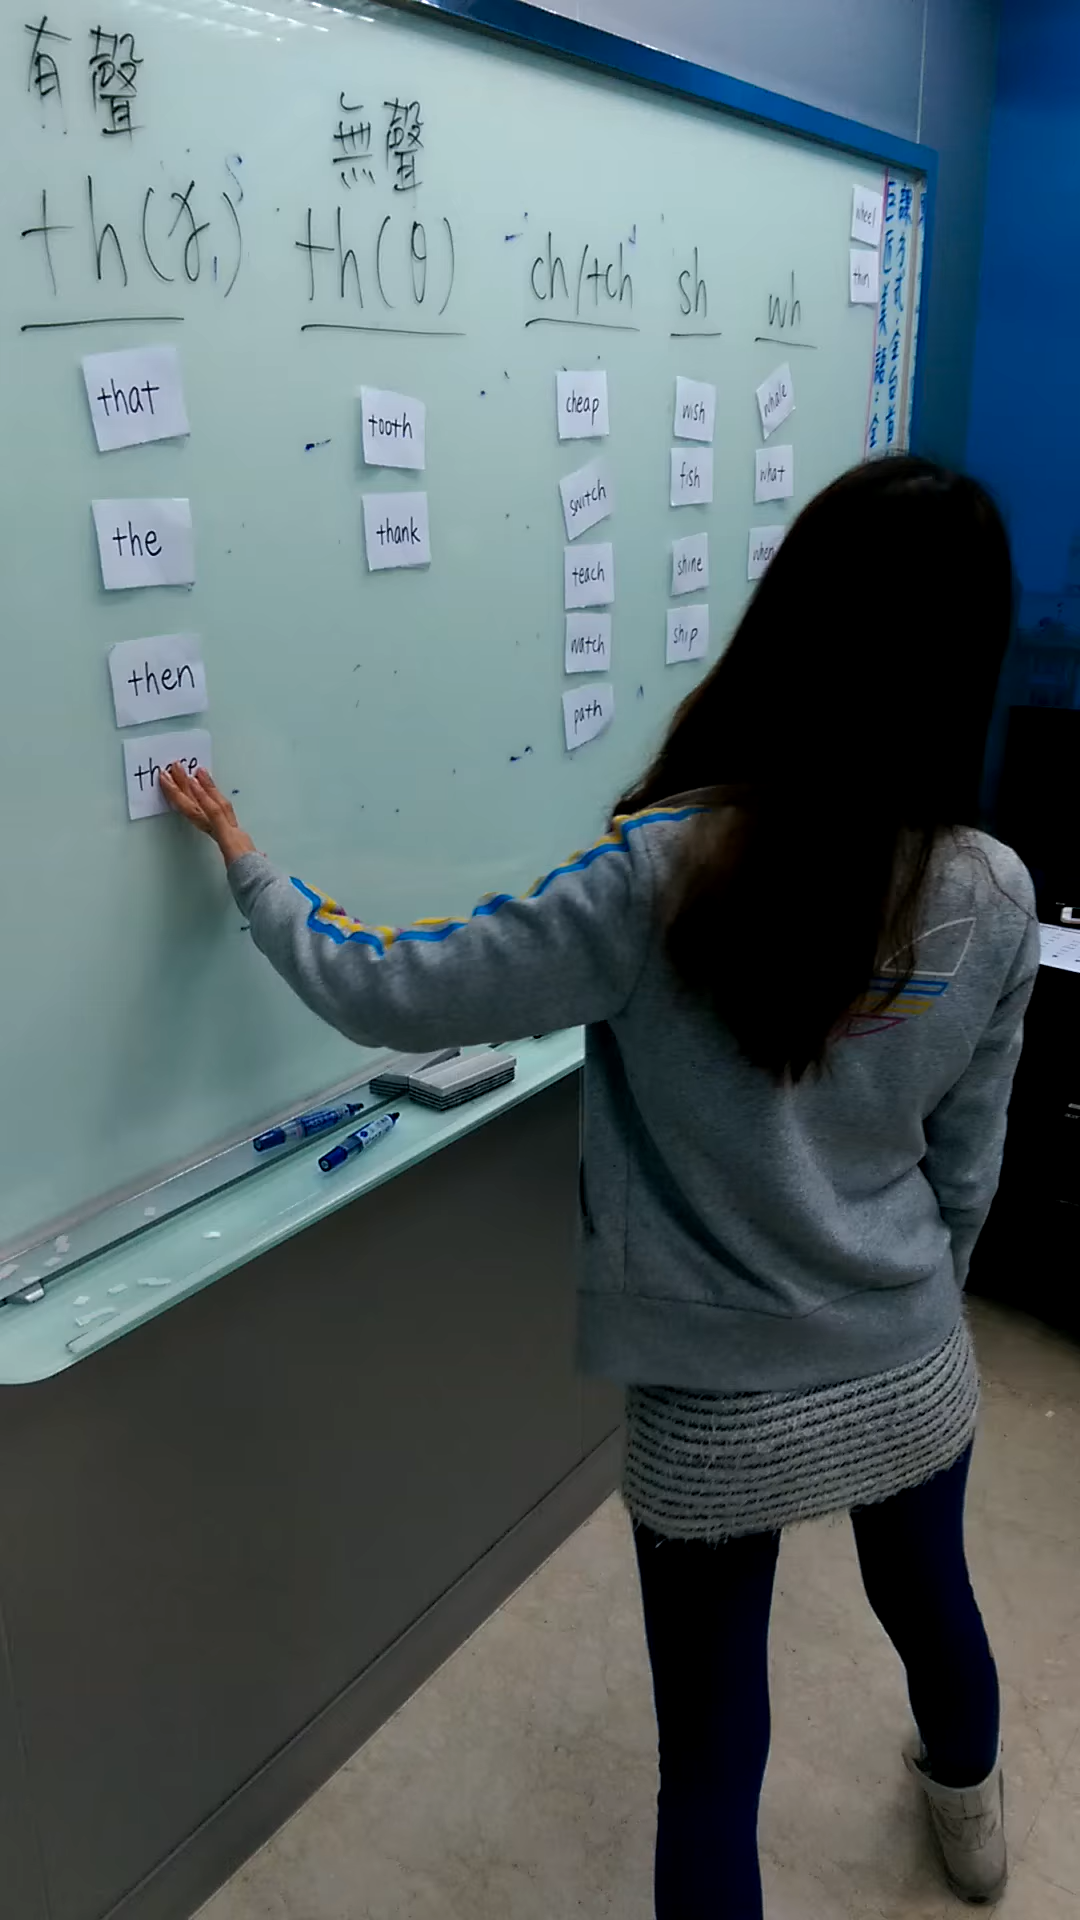 有聲
無聲
th(ɣ)
th(θ)
ch/tch
sh
wh
that
the
then
tooth
thank
cheap
switch
teach
watch
path
wish
fish
shine
ship
whale
what
when
wheel
thin